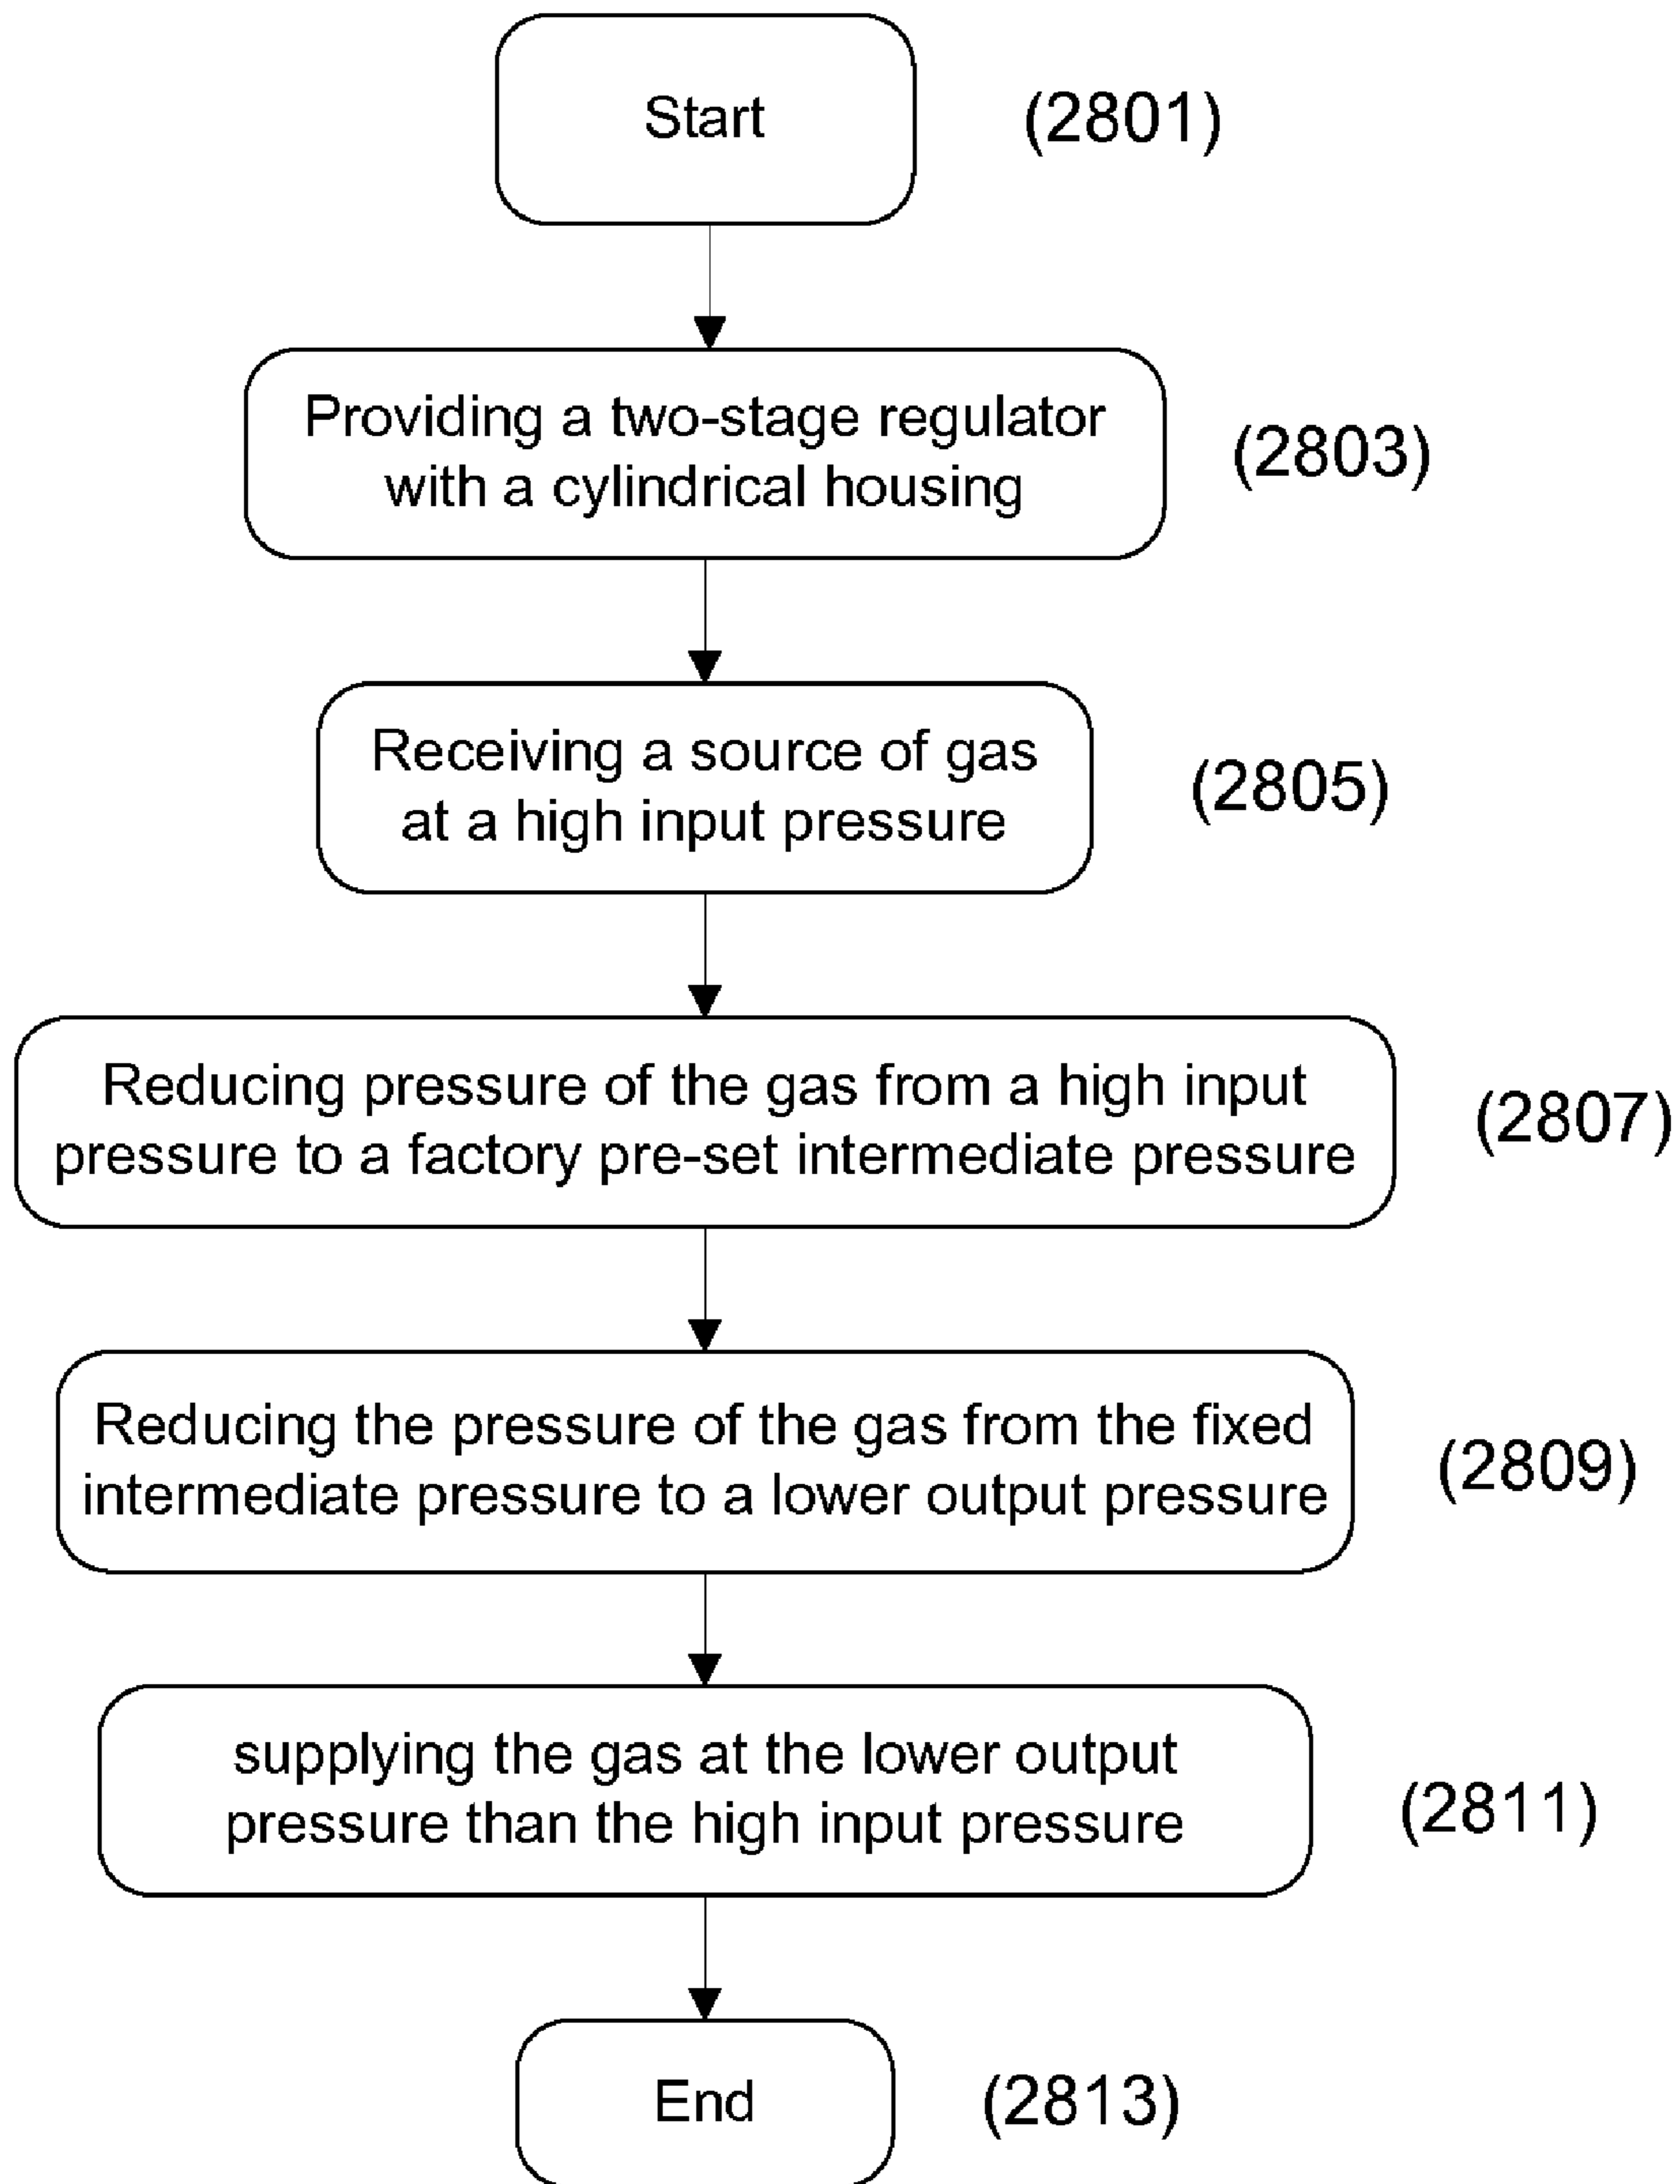 Start
(2801)
Providing a two-stage regulator
with a cylindrical housing
(2803)
Receiving a source of gas
at a high input pressure
(2805)
Reducing pressure of the gas from a high input
pressure to a factory pre-set intermediate pressure
(2807)
Reducing the pressure of the gas from the fixed
intermediate pressure to a lower output pressure
(2809)
supplying the gas at the lower output
pressure than the high input pressure
(2811)
End
(2813)